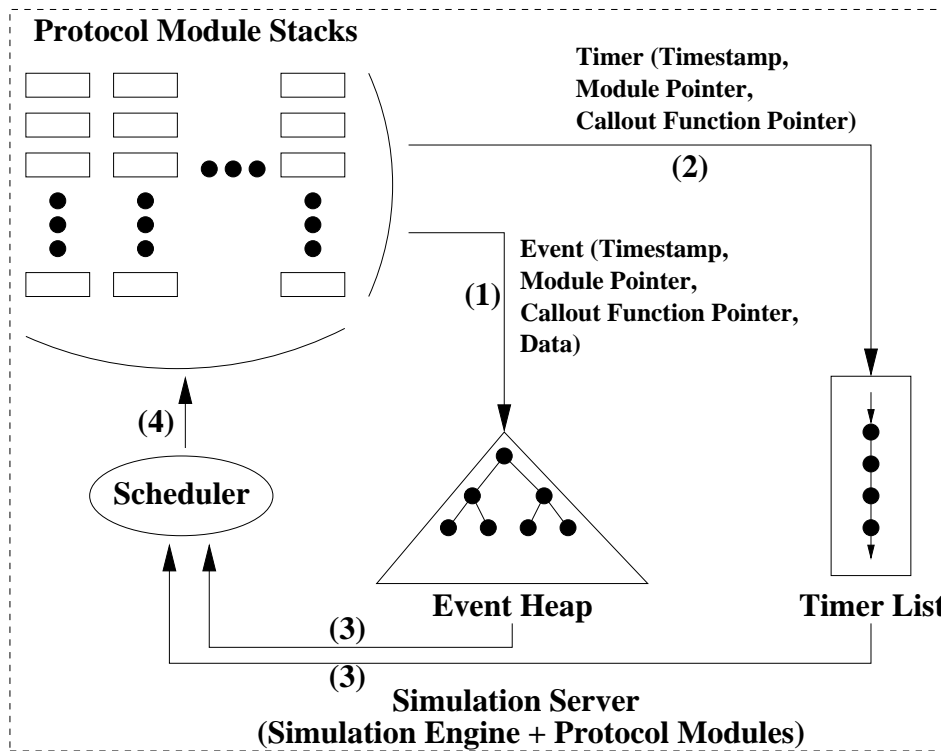 Protocol Module Stacks
Timer (Timestamp,
Module Pointer,
Callout Function Pointer)
(2)
Event (Timestamp,
Module Pointer,
Callout Function Pointer,
Data)
(1)
(4)
Scheduler
Event Heap
Timer List
(3)
(3)
Simulation Server
(Simulation Engine + Protocol Modules)